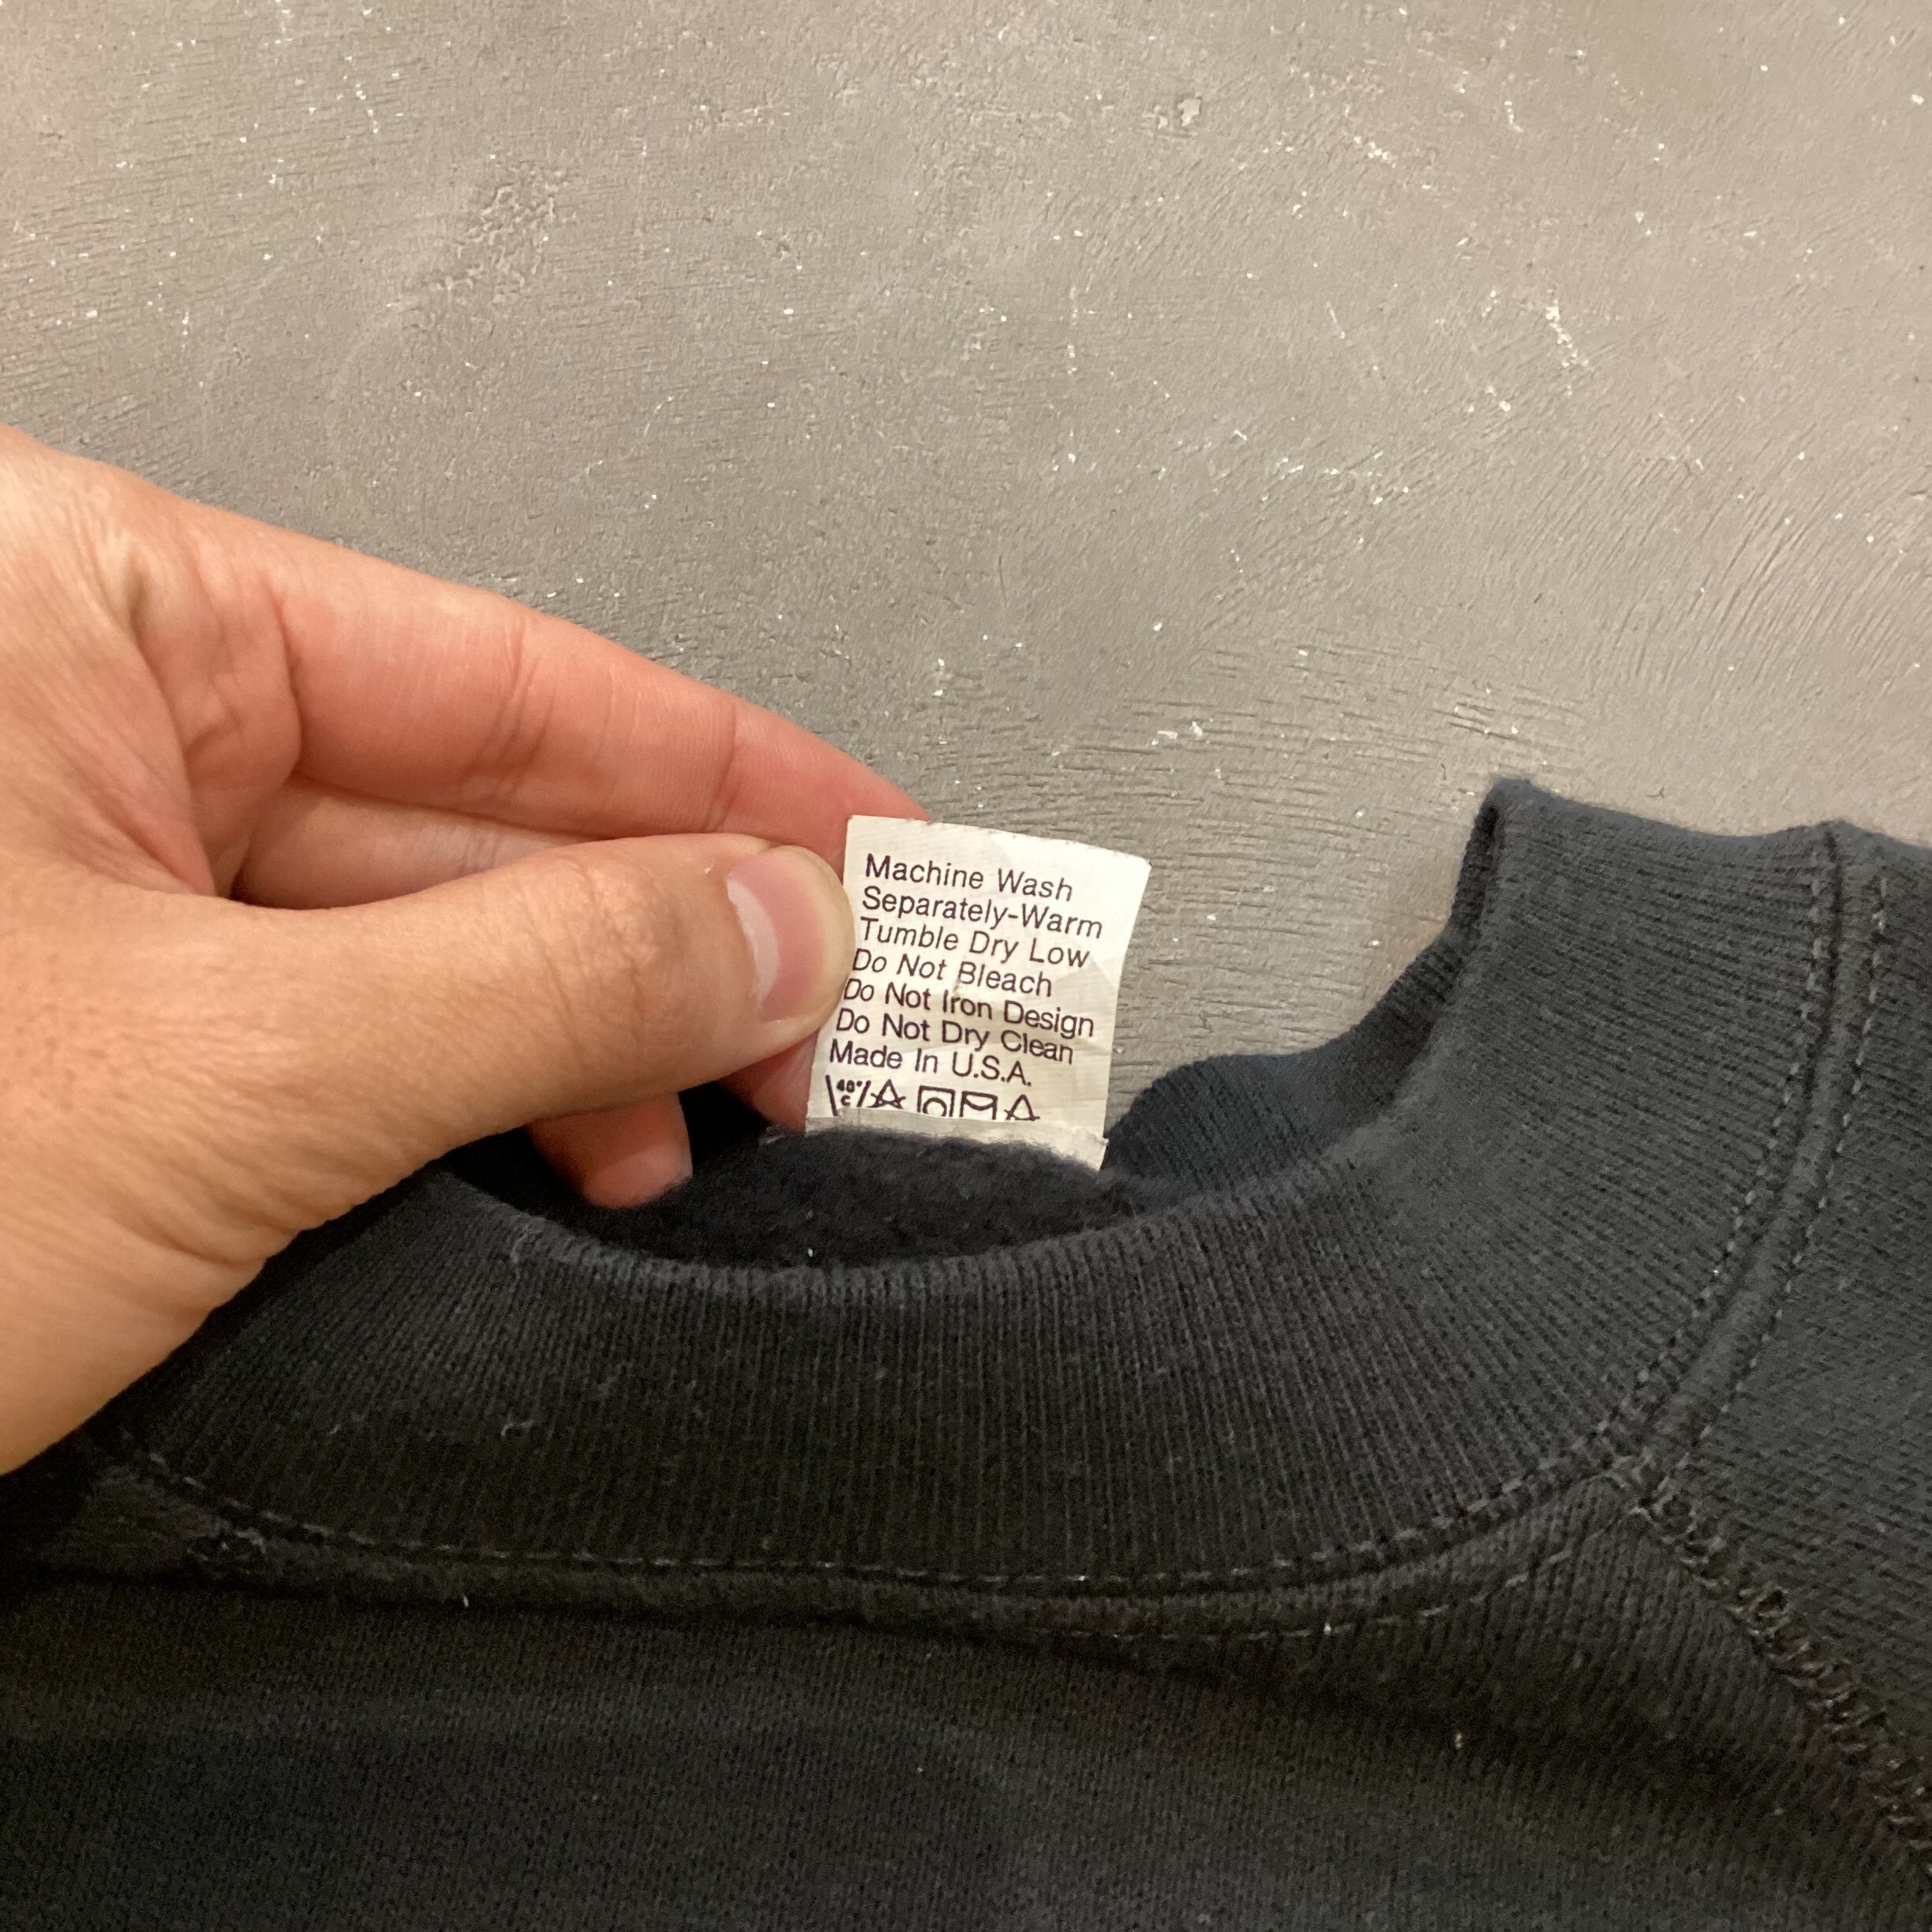 Machine Wash
Separately-Warm
Tumble Dry Low
Do Not Bleach
Do Not Iron Design
Do Not Dry Clean
Made In U.S.A.
40° C